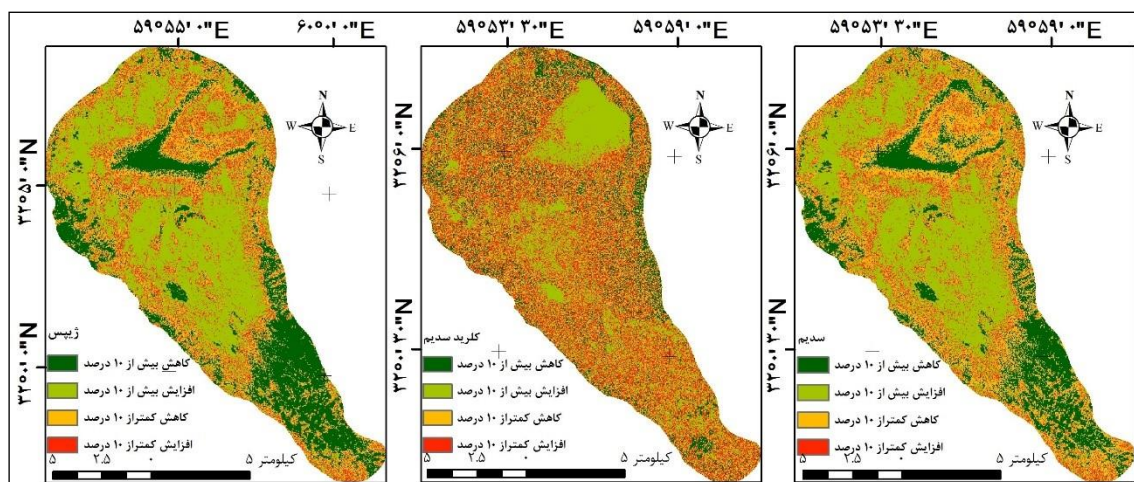 ۵۹°۵۵'۰"E ۶۰°۰'۰"E
۳۲°۵'۰"N
۳۲°۰'۰"N
N
W E
S
ژیپس
کاهش بیش از ۱۰ درصد
افزایش بیش از ۱۰ درصد
کاهش کمتراز ۱۰ درصد
افزایش کمتراز ۱۰ درصد
۵ ۲.۵ ۰ ۵ کیلومتر
۵۹°۵۳'۳۰"E ۵۹°۵۹'۰"E
۳۲°۶'۰"N
۳۲°۰'۳۰"N
N
W E
S
کلرید سدیم
کاهش بیش از ۱۰ درصد
افزایش بیش از ۱۰ درصد
کاهش کمتراز ۱۰ درصد
افزایش کمتراز ۱۰ درصد
۵ ۲.۵ ۰ ۵ کیلومتر
۵۹°۵۳'۳۰"E ۵۹°۵۹'۰"E
۳۲°۶'۰"N
۳۲°۰'۳۰"N
N
W E
S
سدیم
کاهش بیش از ۱۰ درصد
افزایش بیش از ۱۰ درصد
کاهش کمتراز ۱۰ درصد
افزایش کمتراز ۱۰ درصد
۵ ۲.۵ ۰ ۵ کیلومتر